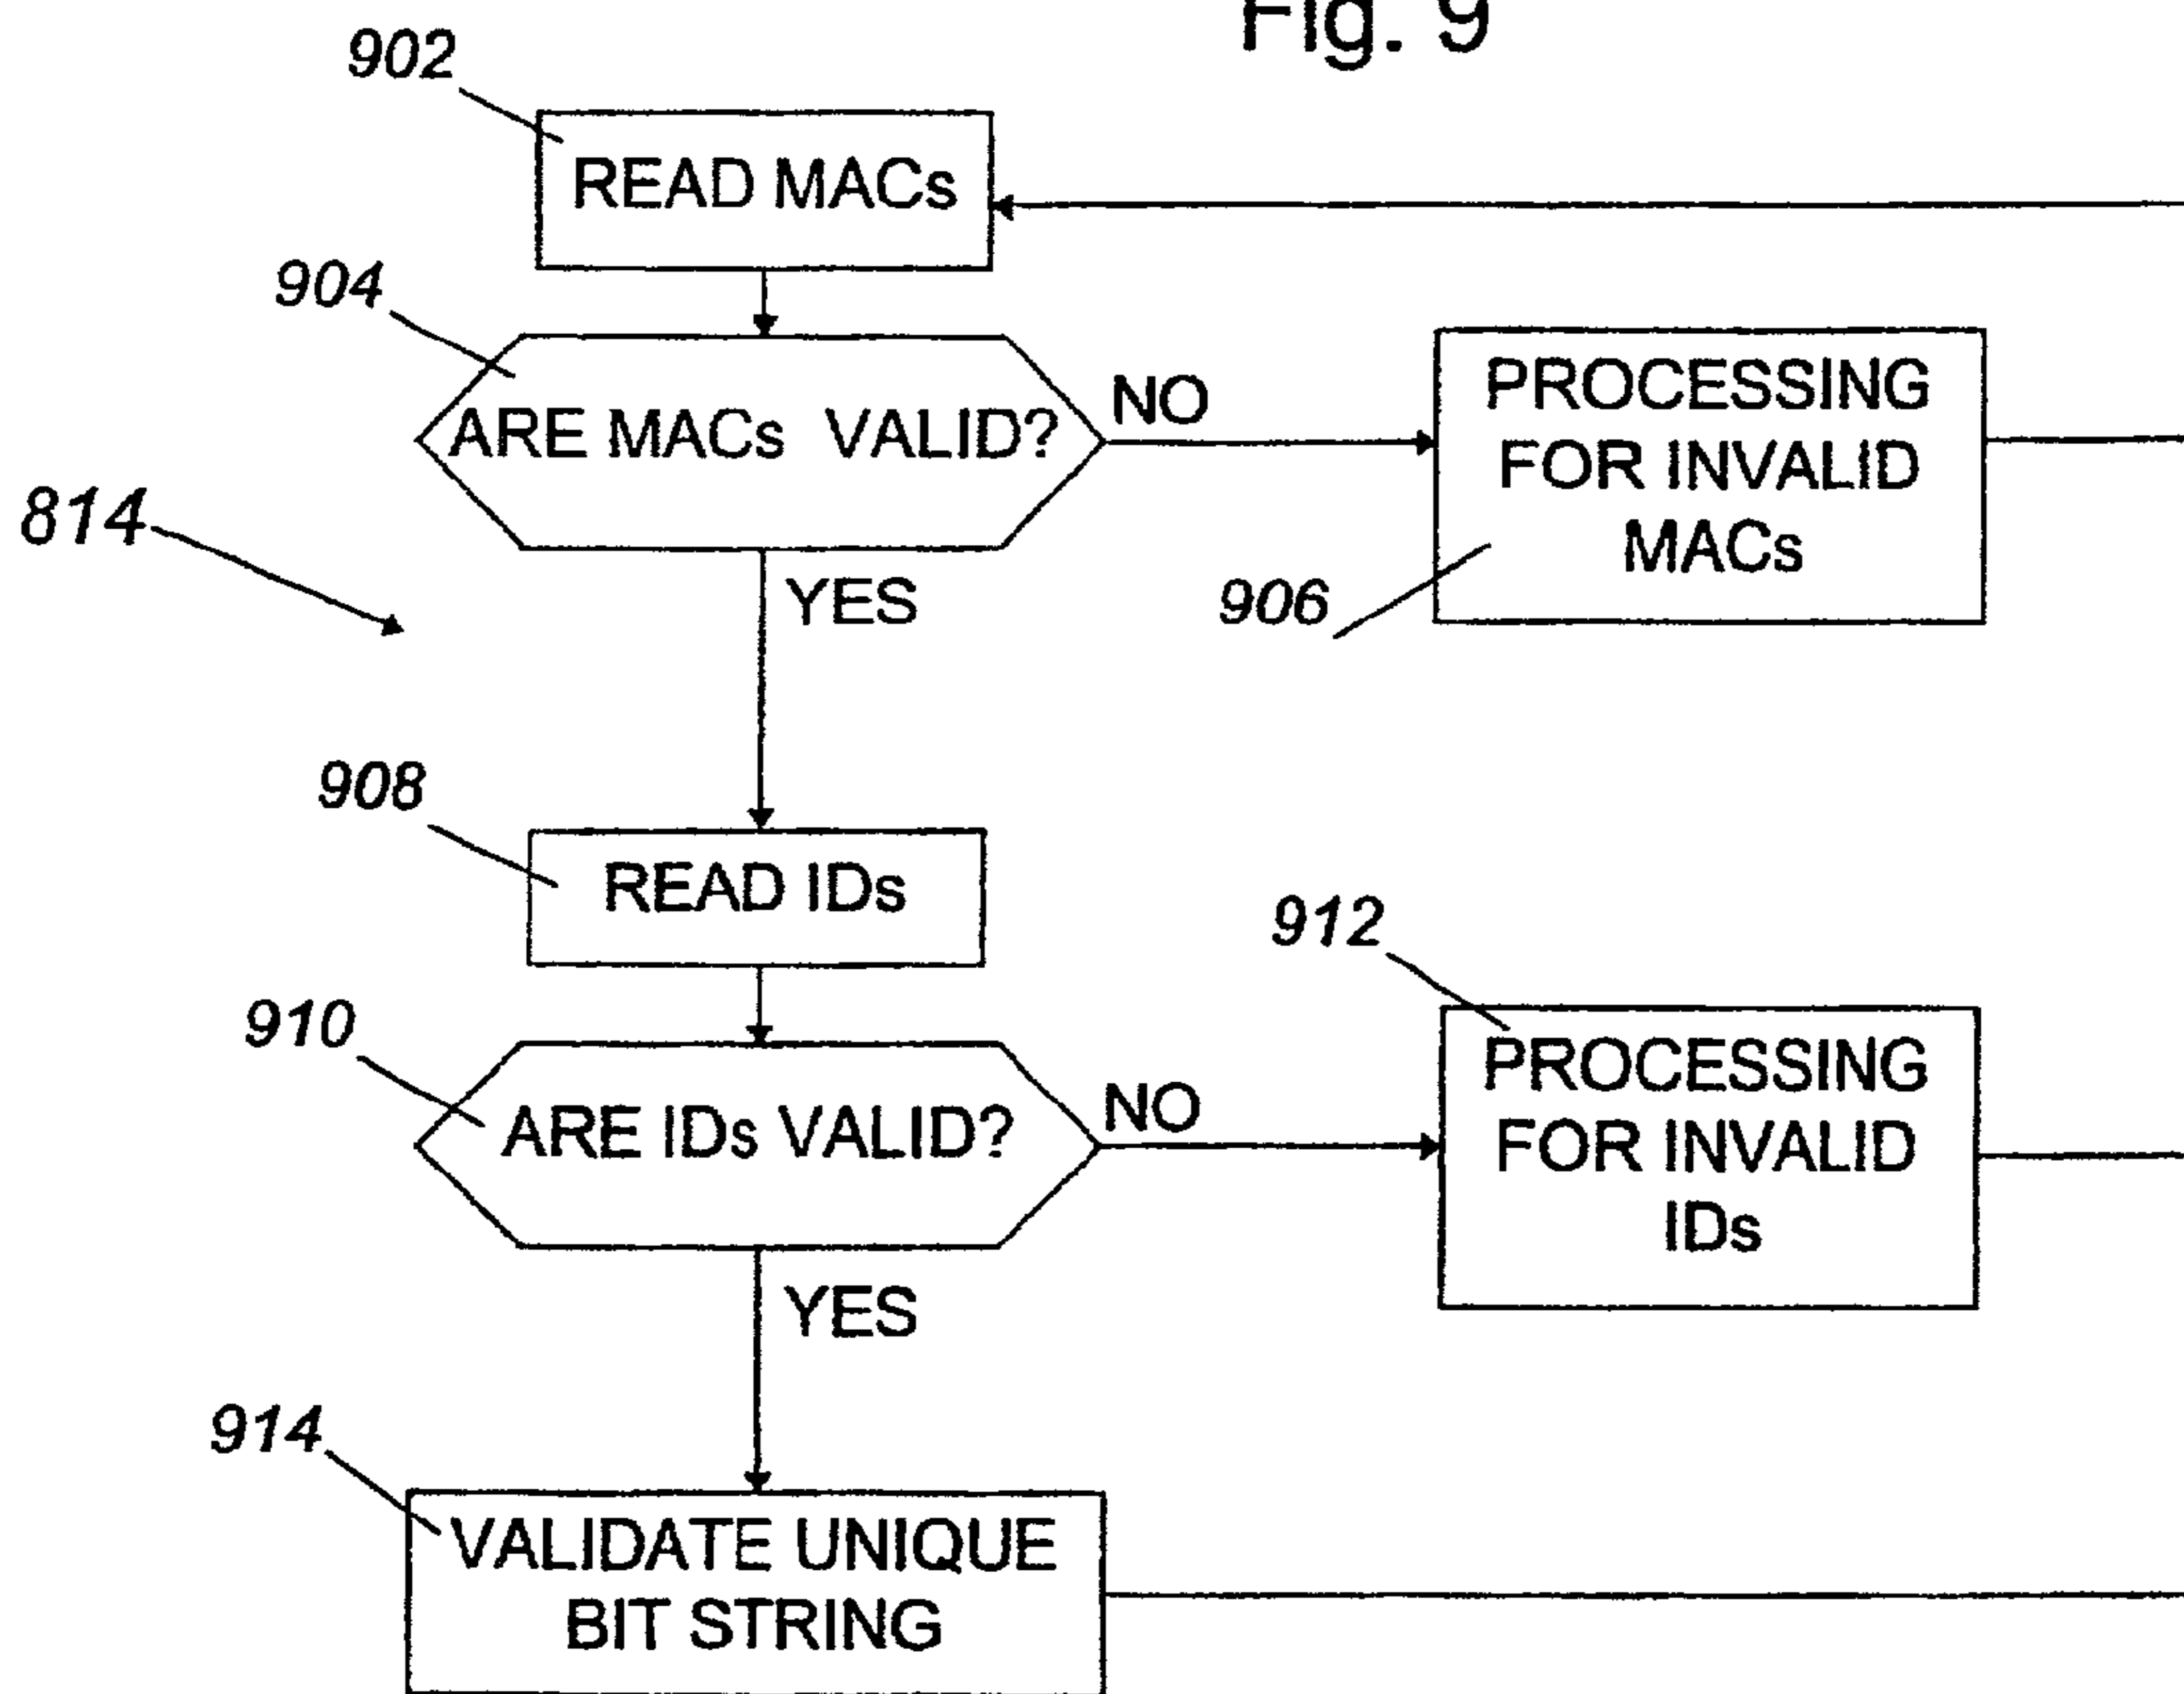 Fig. 9
902
READ MACs
904
ARE MACs VALID?
NO
PROCESSING
FOR INVALID
MACs
906
814
YES
908
READ IDs
910
ARE IDs VALID?
NO
912
PROCESSING
FOR INVALID
IDs
YES
914
VALIDATE UNIQUE
BIT STRING